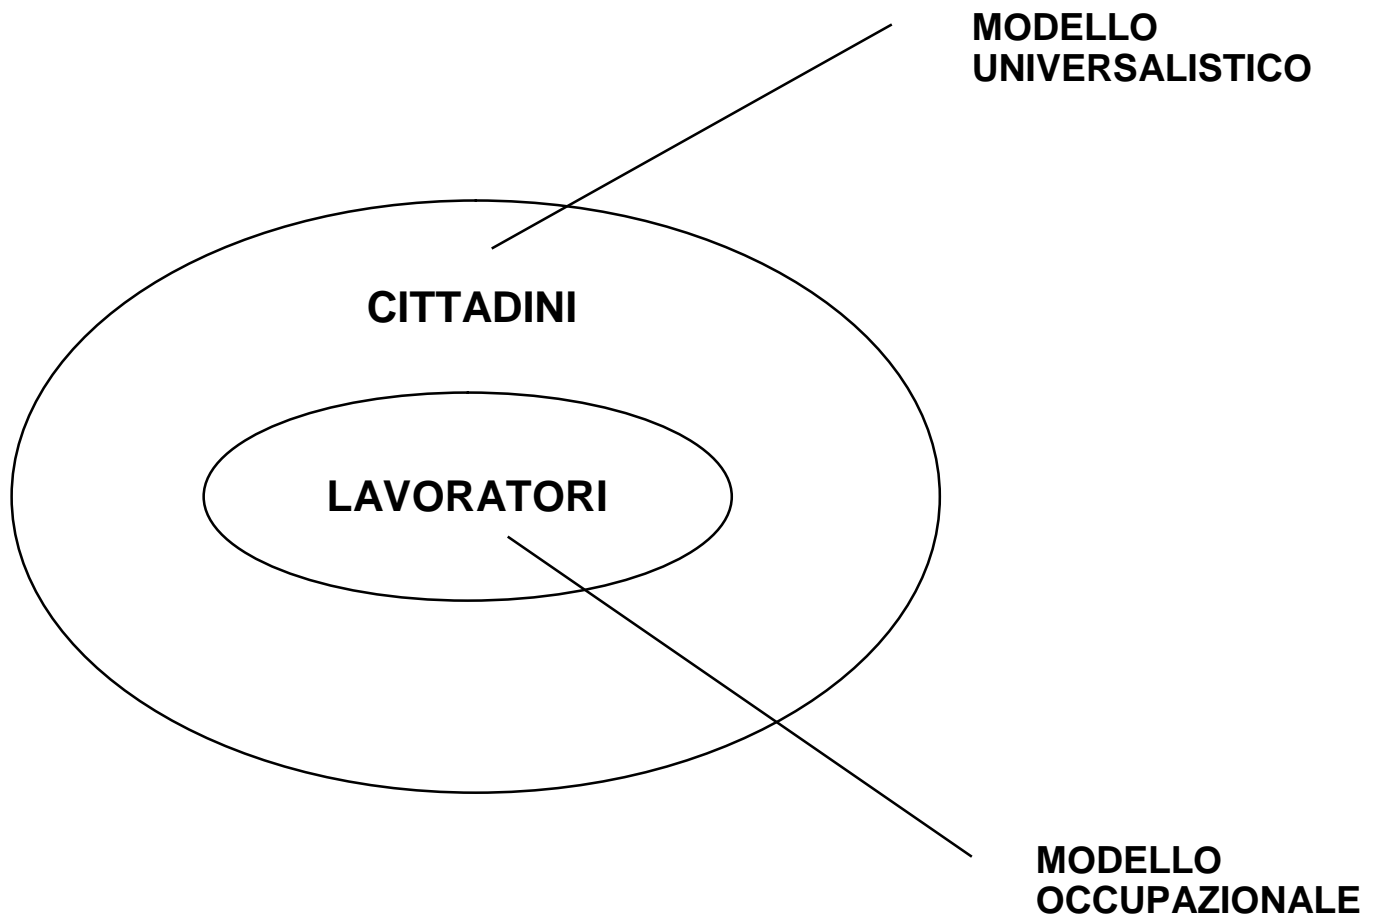 MODELLO
UNIVERSALISTICO
CITTADINI
LAVORATORI
MODELLO
OCCUPAZIONALE